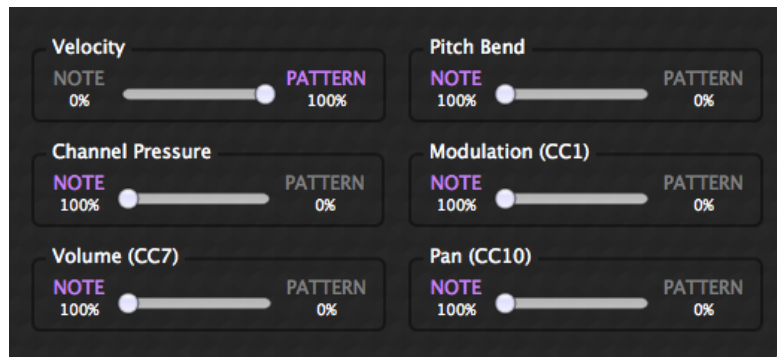 Velocity
NOTE PATTERN
0% 100%
Pitch Bend
NOTE PATTERN
100% 0%
Channel Pressure
NOTE PATTERN
100% 0%
Modulation (CC1)
NOTE PATTERN
100% 0%
Volume (CC7)
NOTE PATTERN
100% 0%
Pan (CC10)
NOTE PATTERN
100% 0%